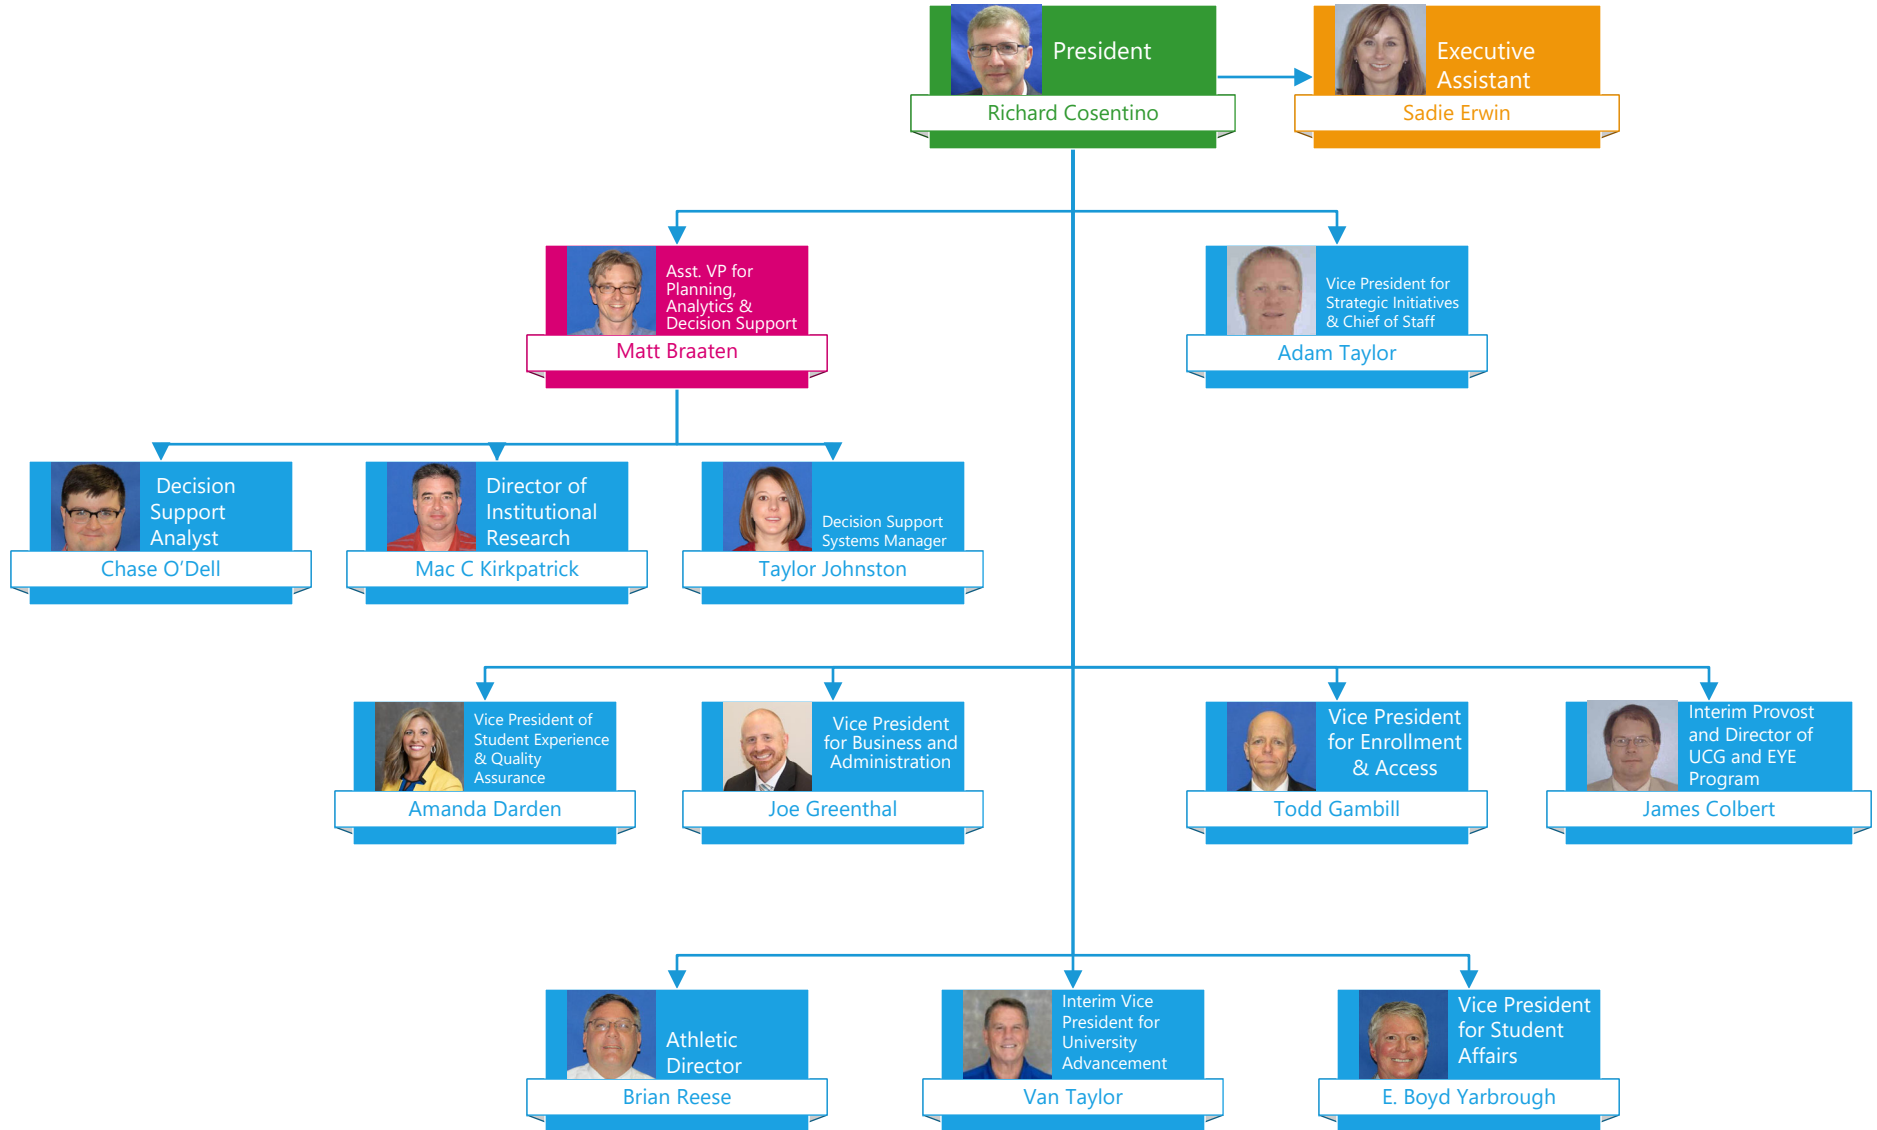 President
Richard Cosentino
Executive
Assistant
Sadie Erwin
Asst. VP for
Planning,
Analytics &
Decision Support
Matt Braaten
Vice President for
Strategic Initiatives
& Chief of Staff
Adam Taylor
Decision
Support
Analyst
Chase O’Dell
Director of
Institutional
Research
Mac C Kirkpatrick
Decision Support
Systems Manager
Taylor Johnston
Vice President of
Student Experience
& Quality
Assurance
Amanda Darden
Vice President
for Business and
Administration
Joe Greenthal
Vice President
for Enrollment
& Access
Todd Gambill
Interim Provost
and Director of
UCG and EYE
Program
James Colbert
Athletic
Director
Brian Reese
Interim Vice
President for
University
Advancement
Van Taylor
Vice President
for Student
Affairs
E. Boyd Yarbrough